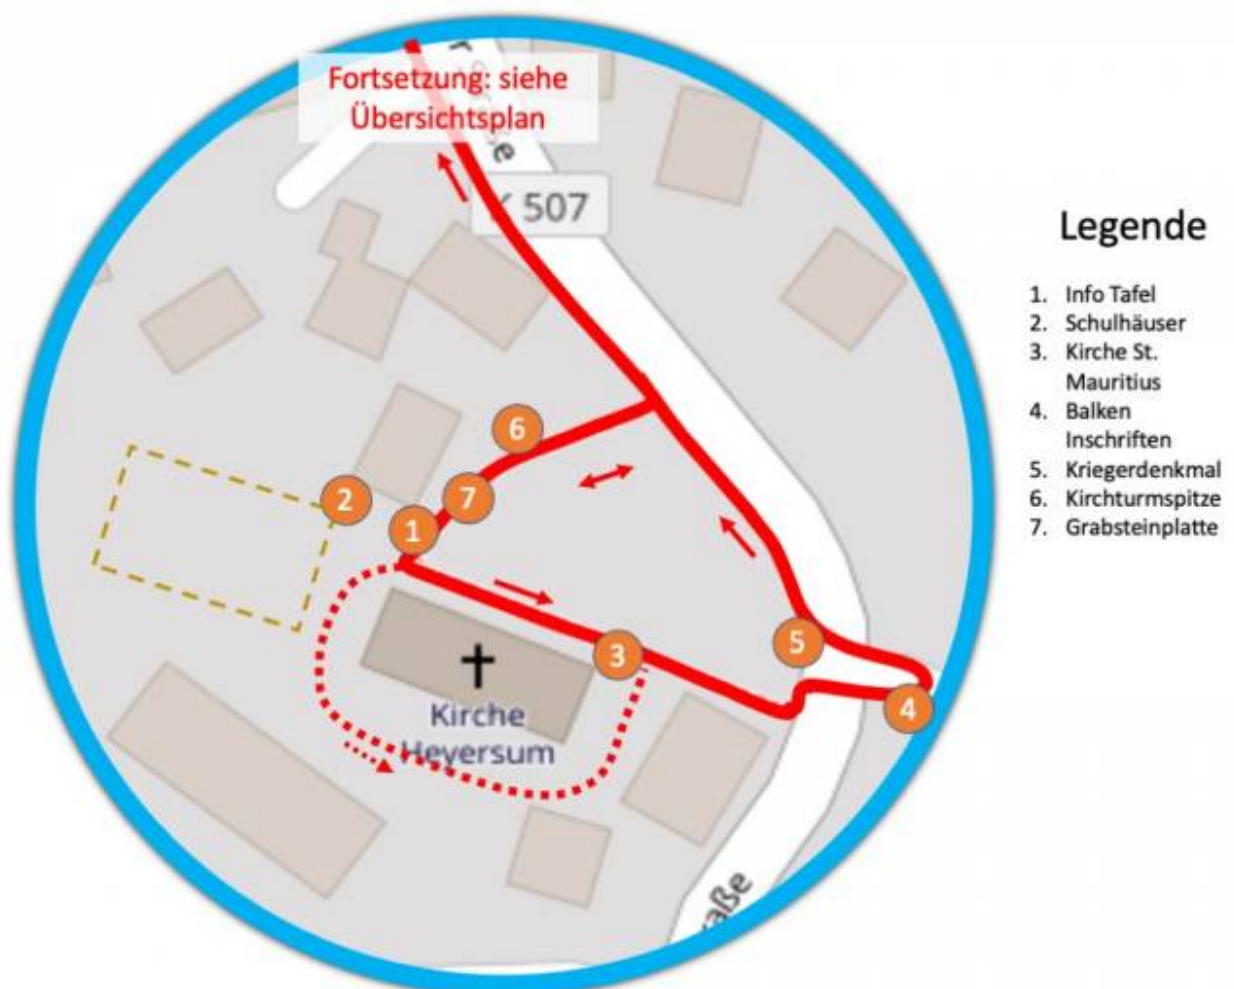 Fortsetzung: siehe
Übersichtsplan
507
6
2
7
1
5
3
4
Kirche
Heyersum
raße
Legende
1. Info Tafel
2. Schulhäuser
3. Kirche St.
Mauritius
4. Balken
Inschriften
5. Kriegerdenkmal
6. Kirchturmspitze
7. Grabsteinplatte